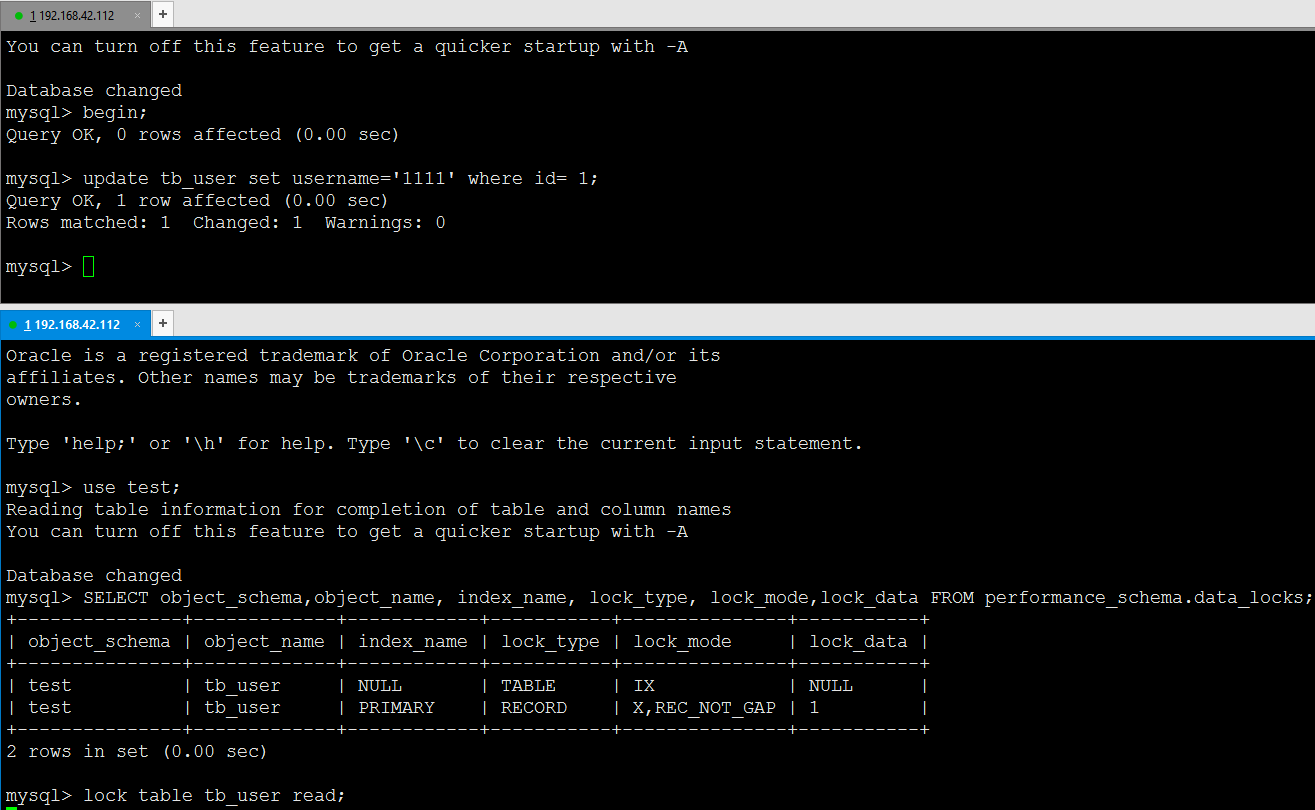 1 192.168.42.112 × +
You can turn off this feature to get a quicker startup with -A
Database changed
mysql> begin;
Query OK, 0 rows affected (0.00 sec)
mysql> update tb_user set username='1111' where id= 1;
Query OK, 1 row affected (0.00 sec)
Rows matched: 1  Changed: 1  Warnings: 0
mysql>
1 192.168.42.112 × +
Oracle is a registered trademark of Oracle Corporation and/or its
affiliates. Other names may be trademarks of their respective
owners.
Type 'help;' or '\h' for help. Type '\c' to clear the current input statement.
mysql> use test;
Reading table information for completion of table and column names
You can turn off this feature to get a quicker startup with -A
Database changed
mysql> SELECT object_schema,object_name, index_name, lock_type, lock_mode,lock_data FROM performance_schema.data_locks;
+---------------+-------------+------------+-----------+---------------+-----------+
| object_schema | object_name | index_name | lock_type | lock_mode     | lock_data |
+---------------+-------------+------------+-----------+---------------+-----------+
| test          | tb_user     | NULL       | TABLE     | IX            | NULL      |
| test          | tb_user     | PRIMARY    | RECORD    | X,REC_NOT_GAP | 1         |
+---------------+-------------+------------+-----------+---------------+-----------+
2 rows in set (0.00 sec)
mysql> lock table tb_user read;